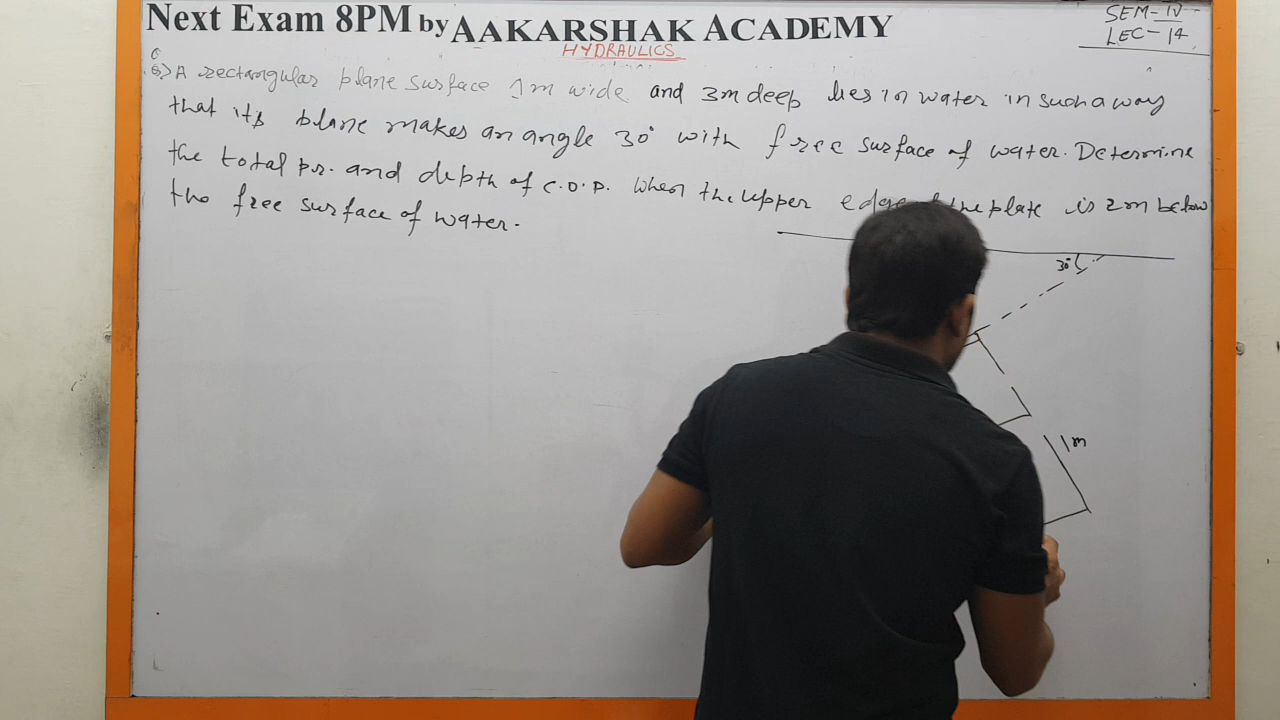 Next Exam 8PM by AAKARSHAK ACADEMY
SEM-IV
LEC-14
HYDRAULICS
Q) A rectangular plane surface 1m wide and 3m deep lies in water in such a way
that its plane makes an angle 30° with free surface of water. Determine
the total pr. and depth of C.O.P. when the upper edge the plate is 2m below
the free surface of water.
30°
1m